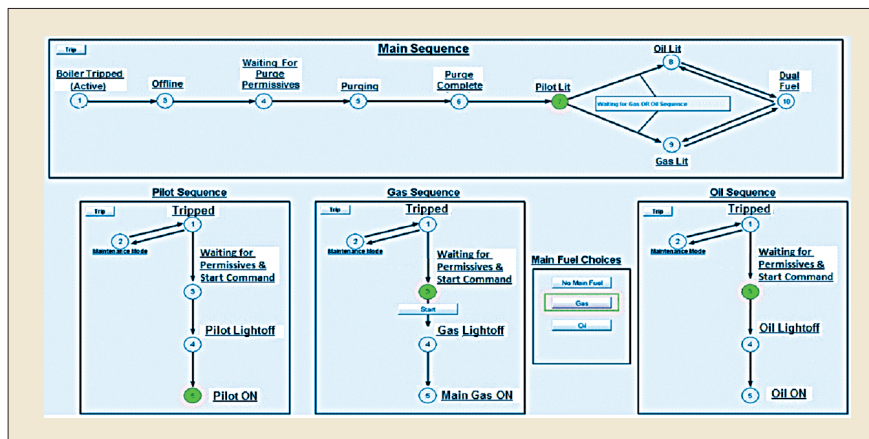 Trip
Main Sequence
Boiler Tripped
(Active)
1
Offline
3
Waiting For
Purge
Permissives
4
Purging
5
Purge
Complete
6
Pilot Lit
7
Waiting for Gas OR Oil Sequence
Oil Lit
8
9
Gas Lit
Dual
Fuel
10
Pilot Sequence
Trip
Tripped
1
2
Maintenance Mode
Waiting for
Permissives &
Start Command
3
Pilot Lightoff
4
Pilot ON
Gas Sequence
Trip
Tripped
1
2
Maintenance Mode
Waiting for
Permissives &
Start Command
Start
Gas Lightoff
4
5
Main Gas ON
Main Fuel Choices
No Main Fuel
Gas
Oil
Oil Sequence
Trip
Tripped
1
2
Maintenance Mode
Waiting for
Permissives &
Start Command
Oil Lightoff
4
5
Oil ON